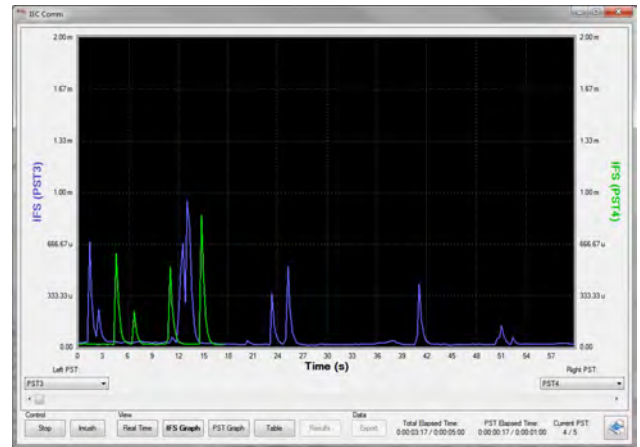 IEC Comm
2.00 m 2.00 m
1.67 m 1.67 m
1.33 m 1.33 m
1.00 m 1.00 m
666.67 u 666.67 u
333.33 u 333.33 u
0.00 0.00
IFS (PST3)
IFS (PST4)
0 3 6 9 12 15 18 21 24 27 30 33 36 39 42 45 48 51 54 57
Time (s)
Left PST: Right PST:
PST3 PST4
Control View Data
Stop Inrush Real Time IFS Graph PST Graph Table Results Export
Total Elapsed Time: PST Elapsed Time: Current PST:
0:00:03:17 / 0:00:05:00 0:00:00:17 / 0:00:01:00 4 / 5